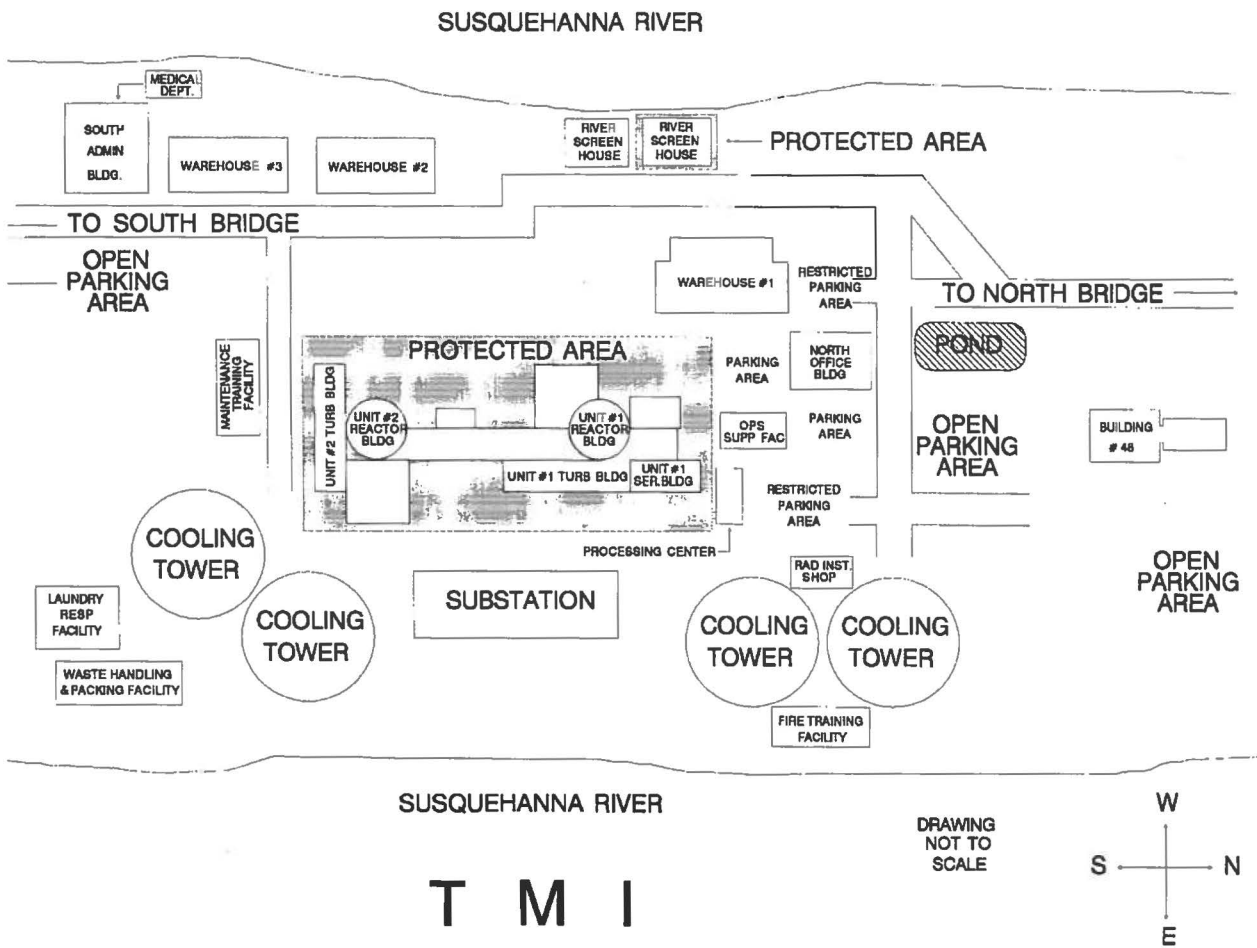 SUSQUEHANNA RIVER
MEDICAL
DEPT.
SOUTH
ADMIN
BLDG.
WAREHOUSE #3
WAREHOUSE #2
RIVER
SCREEN
HOUSE
RIVER
SCREEN
HOUSE
PROTECTED AREA
TO SOUTH BRIDGE
OPEN
PARKING
AREA
WAREHOUSE #1
RESTRICTED
PARKING
AREA
TO NORTH BRIDGE
MAINTENANCE
TRAINING
FACILITY
PROTECTED AREA
UNIT #2 TURB BLDG
UNIT #2
REACTOR
BLDG
UNIT #1
REACTOR
BLDG
UNIT #1 TURB BLDG
UNIT #1
SER.BLDG
PARKING
AREA
NORTH
OFFICE
BLDG
POND
OPS
SUPP FAC
PARKING
AREA
OPEN
PARKING
AREA
BUILDING
# 48
RESTRICTED
PARKING
AREA
PROCESSING CENTER
COOLING
TOWER
COOLING
TOWER
LAUNDRY
RESP
FACILITY
WASTE HANDLING
& PACKING FACILITY
SUBSTATION
RAD INST.
SHOP
COOLING
TOWER
COOLING
TOWER
OPEN
PARKING
AREA
FIRE TRAINING
FACILITY
SUSQUEHANNA RIVER
DRAWING
NOT TO
SCALE
W
S
N
E
T M I